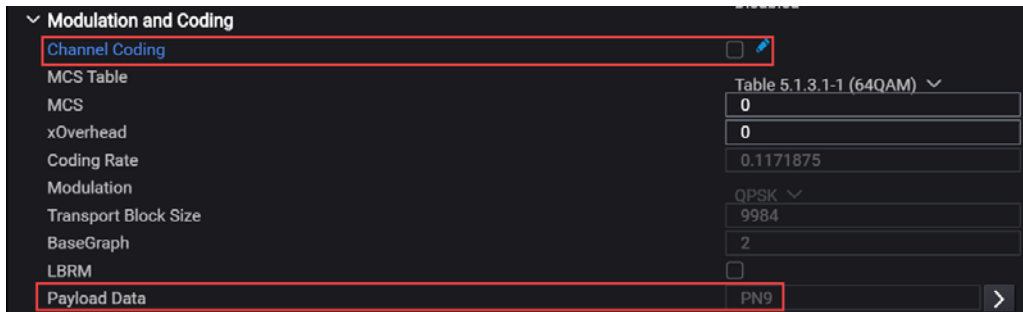 Modulation and Coding
Channel Coding
MCS Table Table 5.1.3.1-1 (64QAM)
MCS 0
xOverhead 0
Coding Rate 0.1171875
Modulation QPSK
Transport Block Size 9984
BaseGraph 2
LBRM
Payload Data PN9